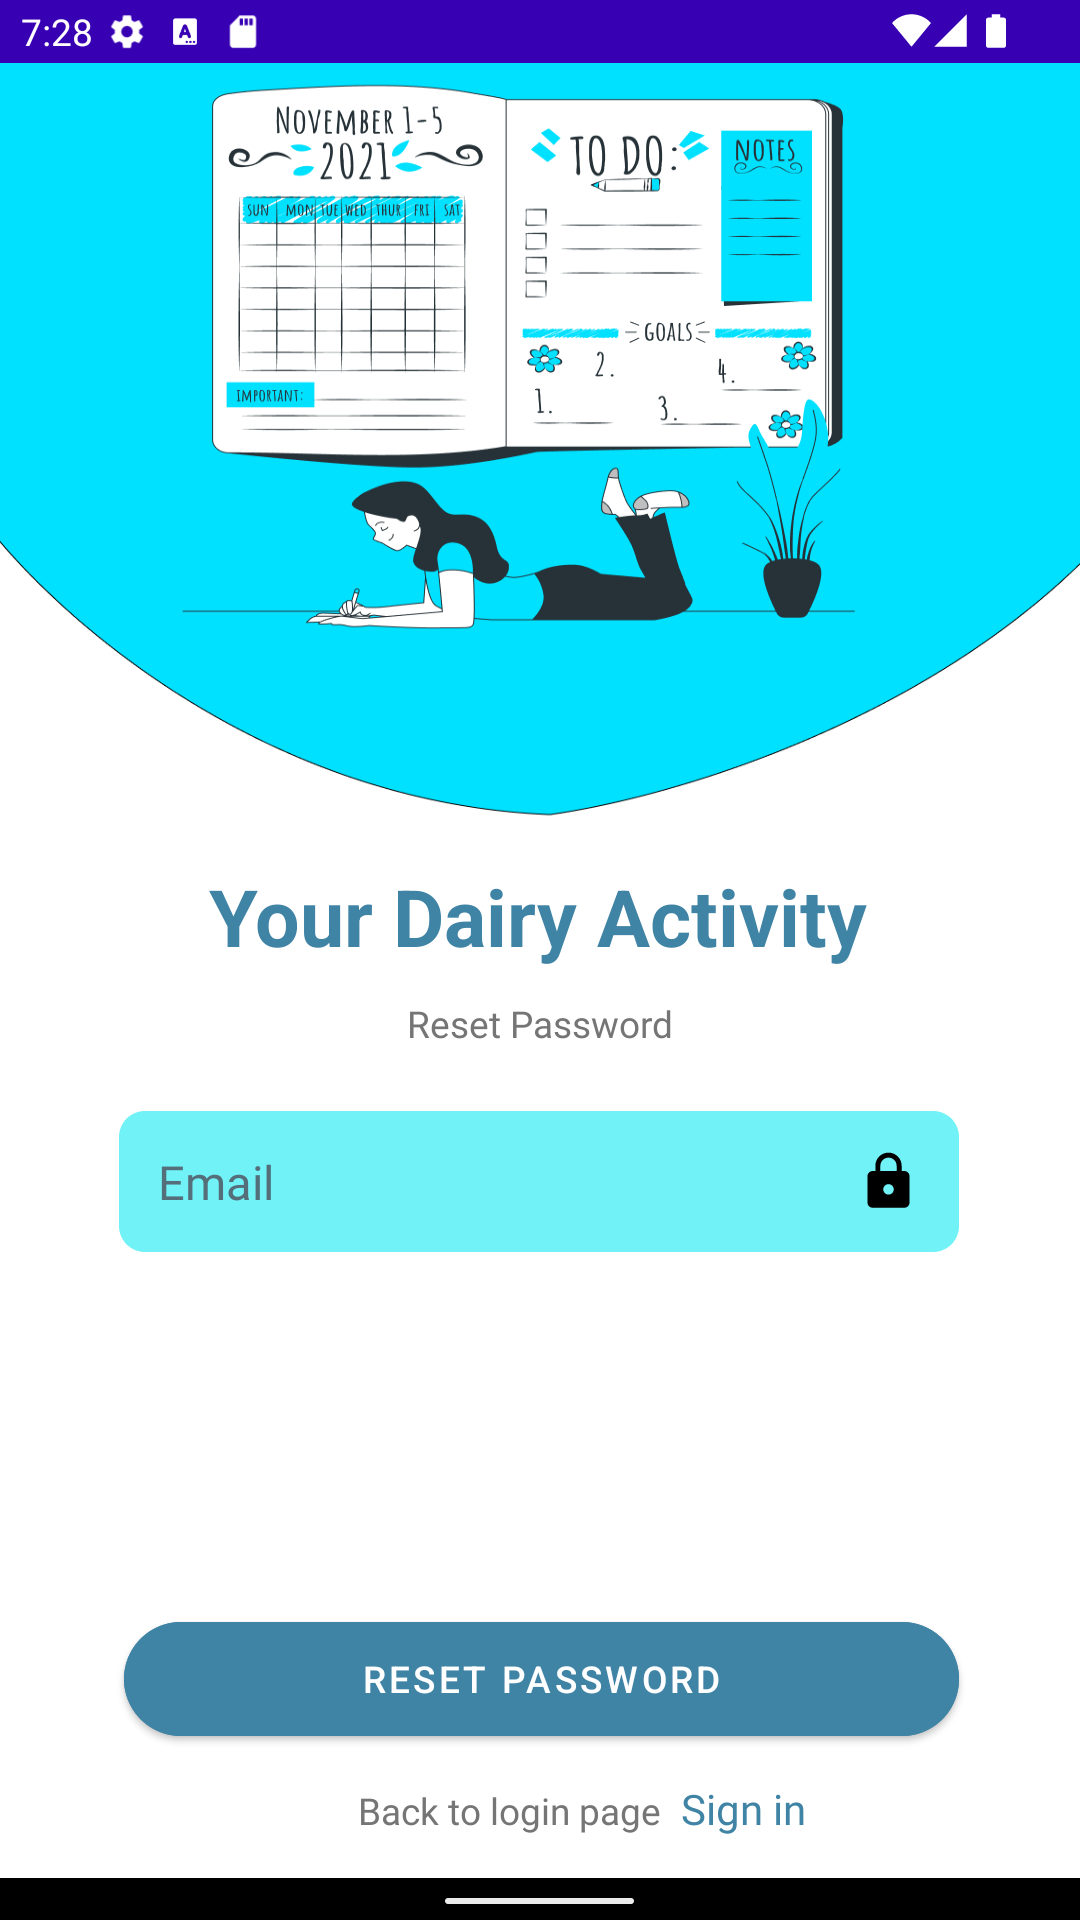 7:28
NOVEMBER 1-5
2021
SUN MON TUE WED THUR FRI SAT
IMPORTANT:
TO DO:
NOTES
GOALS
1.
2.
3.
4.
Your Dairy Activity
Reset Password
Email
RESET PASSWORD
Back to login page Sign in